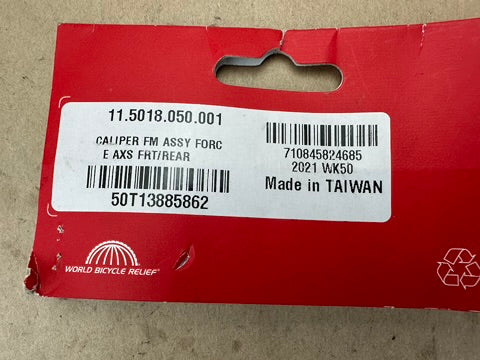 11.5018.050.001
CALIPER FM ASSY FORC
E AXS FRT/REAR
50T13885862
710845824685
2021 WK50
Made in TAIWAN
WORLD BICYCLE RELIEF®